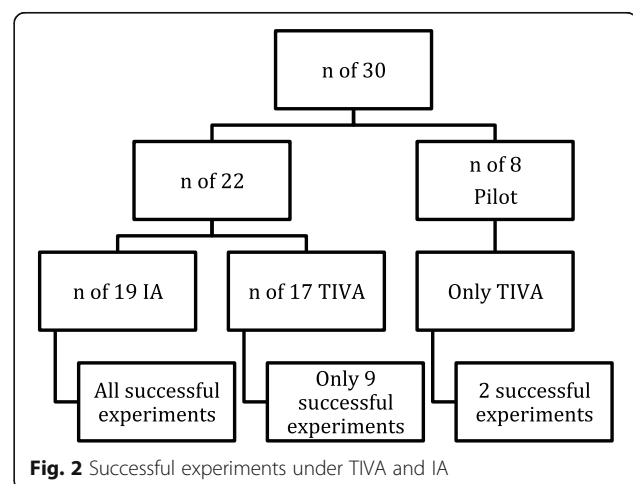 n of 30
n of 22
n of 8
Pilot
n of 19 IA
n of 17 TIVA
Only TIVA
All successful
experiments
Only 9
successful
experiments
2 successful
experiments
Fig. 2 Successful experiments under TIVA and IA